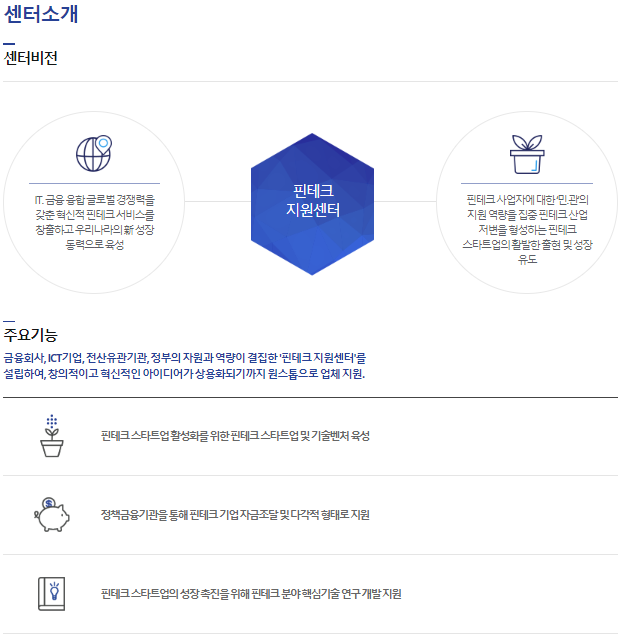 센터소개
센터비전
IT. 금융 융합 글로벌 경쟁력을
갖춘 혁신적 핀테크 서비스를
창출하고 우리나라의 新 성장
동력으로 육성
핀테크
지원센터
핀테크 사업자에 대한 '민.관'의
지원 역량을 집중 핀테크 산업
저변을 형성하는 핀테크
스타트업의 활발한 출현 및 성장
유도
주요기능
금융회사, ICT기업, 전산유관기관, 정부의 자원과 역량이 결집한 '핀테크 지원센터'를
설립하여, 창의적이고 혁신적인 아이디어가 상용화되기까지 원스톱으로 업체 지원.
핀테크 스타트업 활성화를 위한 핀테크 스타트업 및 기술벤처 육성
정책금융기관을 통해 핀테크 기업 자금조달 및 다각적 형태로 지원
핀테크 스타트업의 성장 촉진을 위해 핀테크 분야 핵심기술 연구 개발 지원